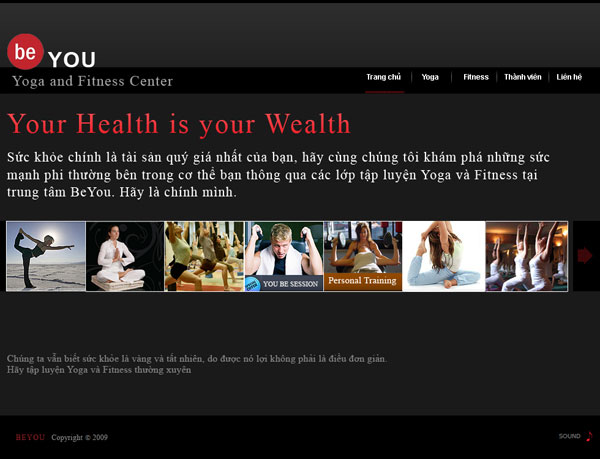 be YOU
Yoga and Fitness Center
Trang chủ Yoga Fitness Thành viên Liên hệ
Your Health is your Wealth
Sức khỏe chính là tài sản quý giá nhất của bạn, hãy cùng chúng tôi khám phá những sức
mạnh phi thường bên trong cơ thể bạn thông qua các lớp tập luyện Yoga và Fitness tại
trung tâm BeYou. Hãy là chính mình.
YOU BE SESSION
Personal Training
Chúng ta vẫn biết sức khỏe là vàng và tất nhiên, do được nó lợi không phải là điều đơn giản.
Hãy tập luyện Yoga và Fitness thường xuyên
BEYOU Copyright © 2009
SOUND